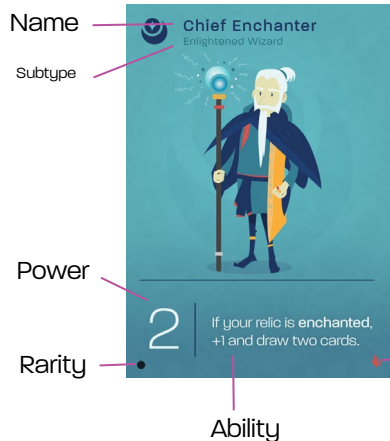 Name
Chief Enchanter
Enlightened Wizard
Subtype
Power
2
If your relic is enchanted,
+1 and draw two cards.
Rarity
Ability